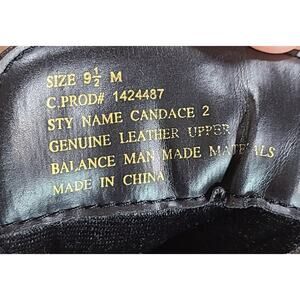 SIZE 9½ M
C.PROD# 1424487
STY NAME CANDACE 2
GENUINE LEATHER UPPER
BALANCE MAN MADE MATERIALS
MADE IN CHINA